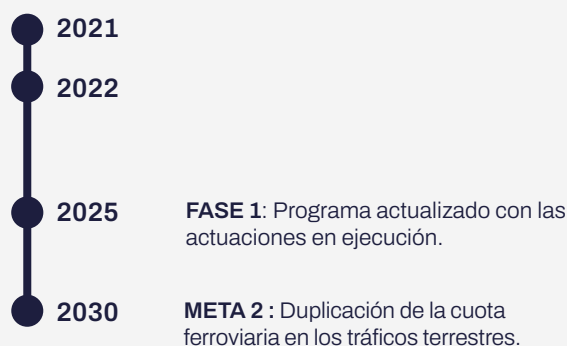 2021
2022
2025
FASE 1: Programa actualizado con las
actuaciones en ejecución.
2030
META 2 : Duplicación de la cuota
ferroviaria en los tráficos terrestres.